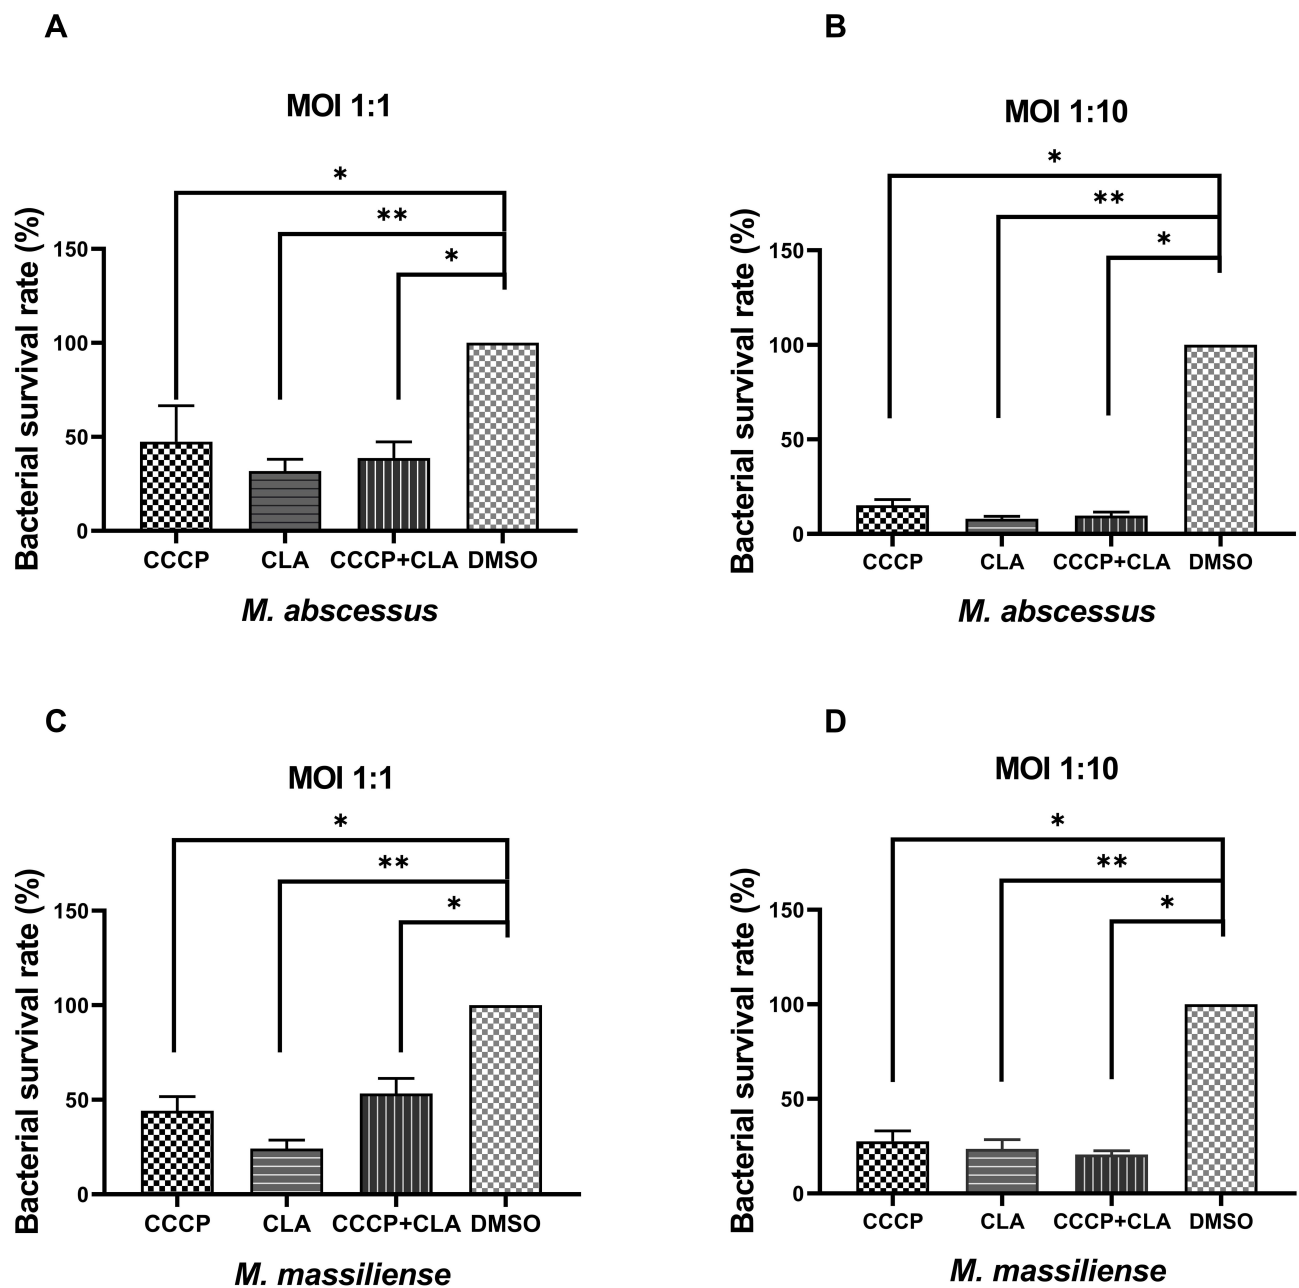 A
MOI 1:1
*
**
*
Bacterial survival rate (%)
150
100
50
0
CCCP CLA CCCP+CLA DMSO
M. abscessus
B
MOI 1:10
*
**
*
Bacterial survival rate (%)
150
100
50
0
CCCP CLA CCCP+CLA DMSO
M. abscessus
C
MOI 1:1
*
**
*
Bacterial survival rate (%)
150
100
50
0
CCCP CLA CCCP+CLA DMSO
M. massiliense
D
MOI 1:10
*
**
*
Bacterial survival rate (%)
150
100
50
0
CCCP CLA CCCP+CLA DMSO
M. massiliense